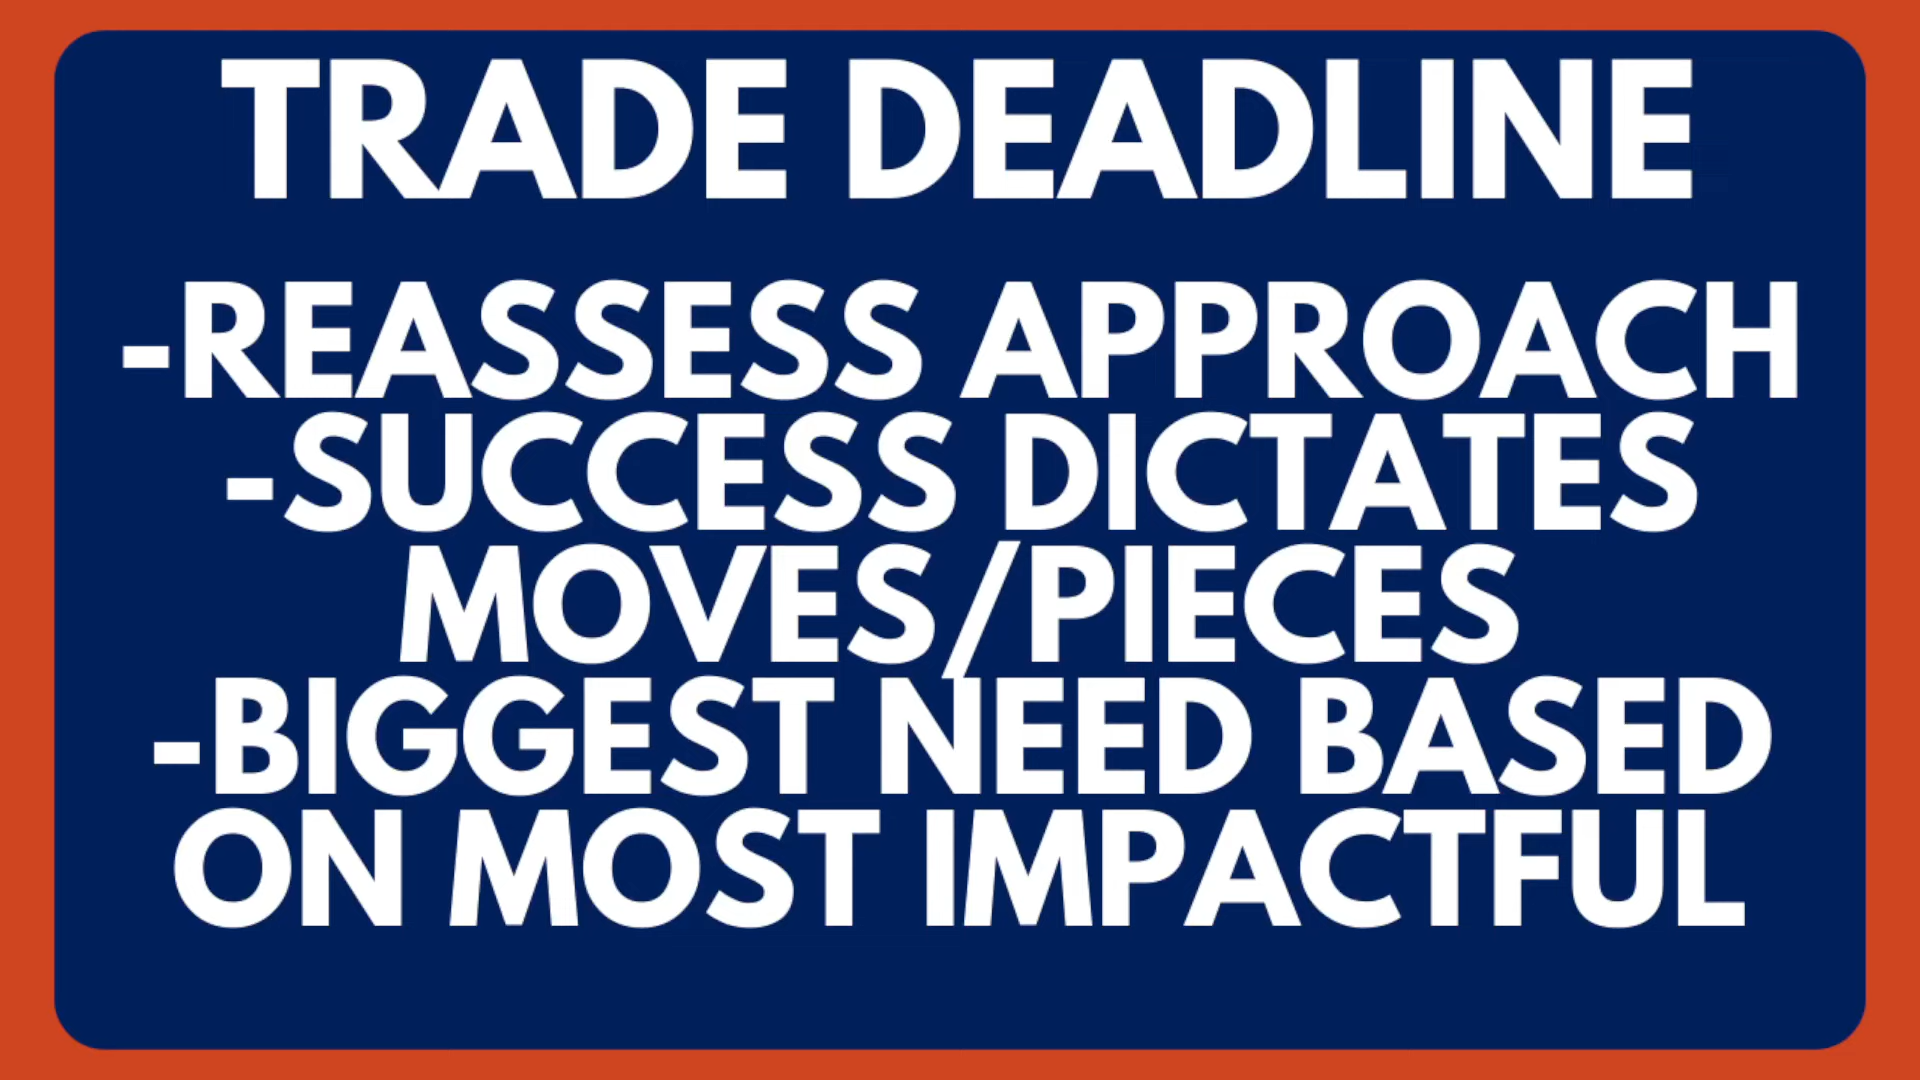 TRADE DEADLINE
-REASSESS APPROACH
-SUCCESS DICTATES
MOVES/PIECES
-BIGGEST NEED BASED
ON MOST IMPACTFUL